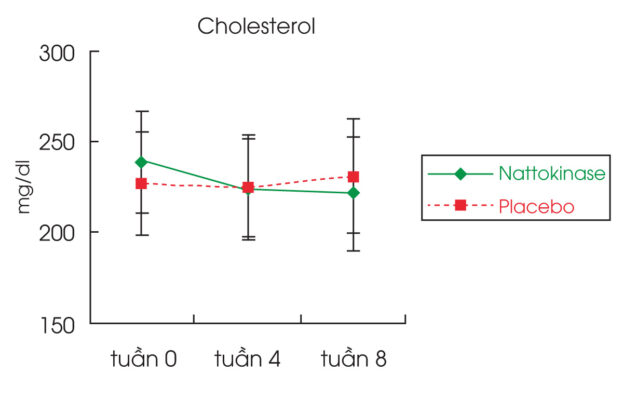 Cholesterol
300
250
200
150
mg/dl
tuần 0
tuần 4
tuần 8
Nattokinase
Placebo